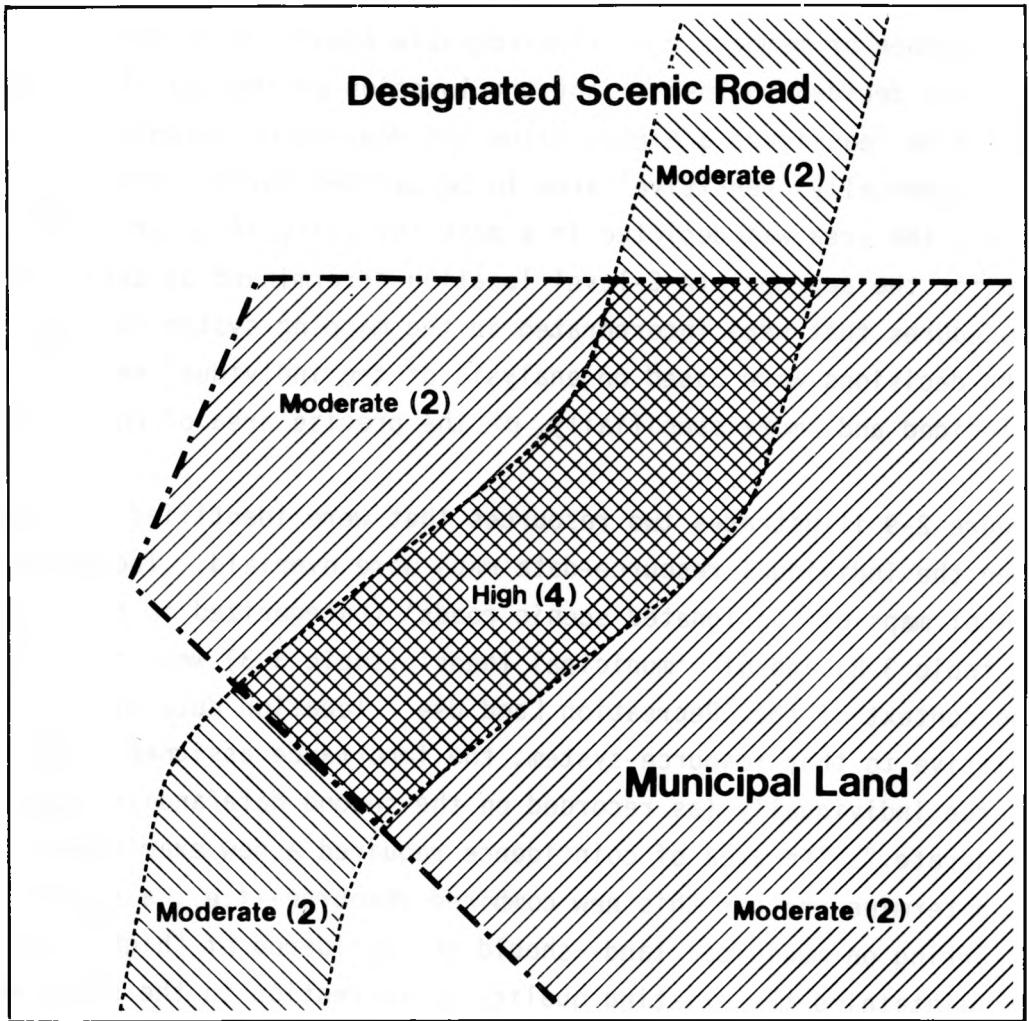 Designated Scenic Road
Moderate (2)
Moderate (2)
High (4)
Municipal Land
Moderate (2)
Moderate (2)